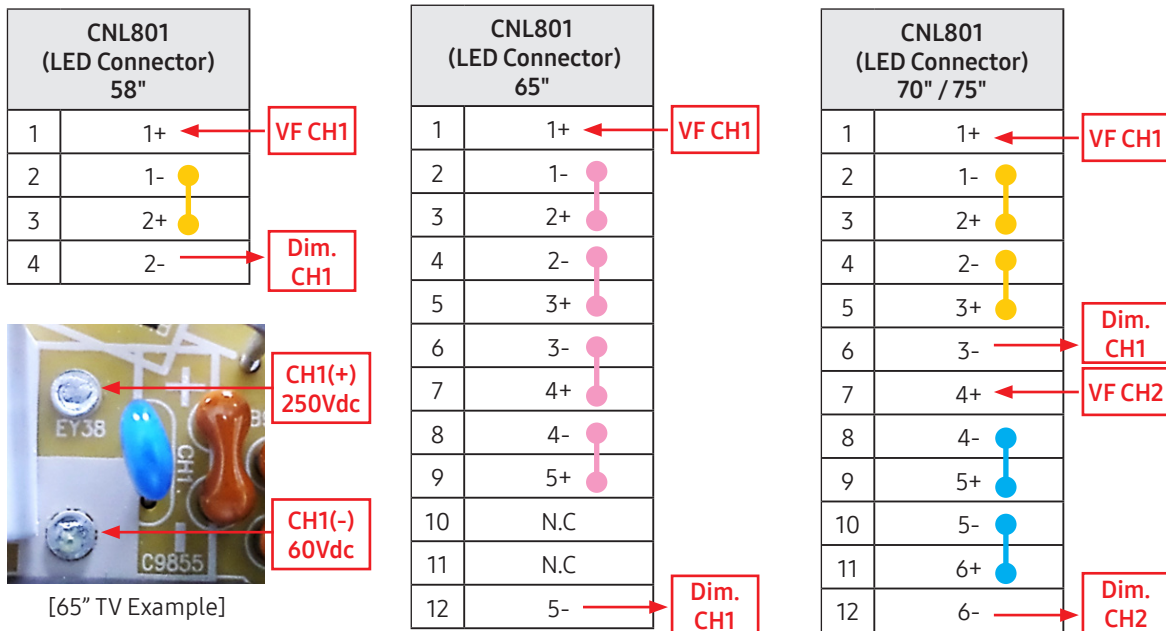 CNL801
(LED Connector)
58"
1 1+ VF CH1
2 1-
3 2+
4 2- Dim. CH1
EY38
CH1.
C9855
CH1(+)
250Vdc
CH1(-)
60Vdc
[65” TV Example]
CNL801
(LED Connector)
65"
1 1+ VF CH1
2 1-
3 2+
4 2-
5 3+
6 3-
7 4+
8 4-
9 5+
10 N.C
11 N.C
12 5- Dim. CH1
CNL801
(LED Connector)
70" / 75"
1 1+ VF CH1
2 1-
3 2+
4 2-
5 3+
6 3- Dim. CH1
7 4+ VF CH2
8 4-
9 5+
10 5-
11 6+
12 6- Dim. CH2